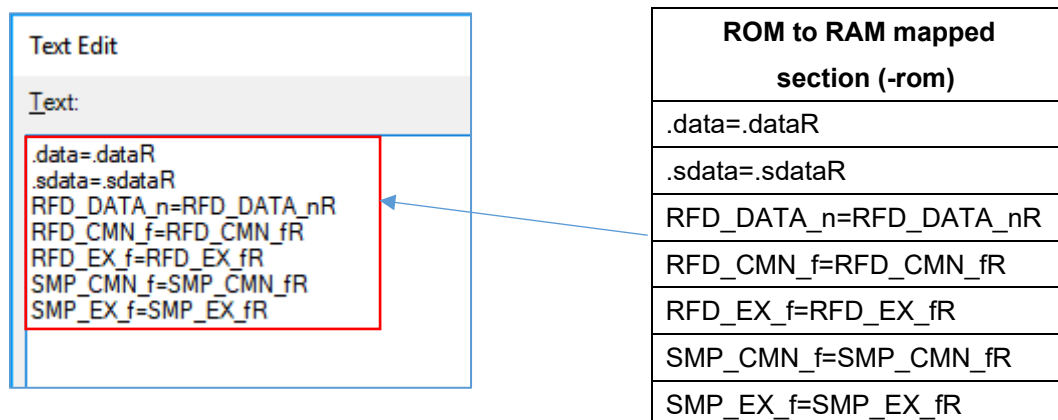 Text Edit
Text:
.data=.dataR
.sdata=.sdataR
RFD_DATA_n=RFD_DATA_nR
RFD_CMN_f=RFD_CMN_fR
RFD_EX_f=RFD_EX_fR
SMP_CMN_f=SMP_CMN_fR
SMP_EX_f=SMP_EX_fR
ROM to RAM mapped
section (-rom)
.data=.dataR
.sdata=.sdataR
RFD_DATA_n=RFD_DATA_nR
RFD_CMN_f=RFD_CMN_fR
RFD_EX_f=RFD_EX_fR
SMP_CMN_f=SMP_CMN_fR
SMP_EX_f=SMP_EX_fR